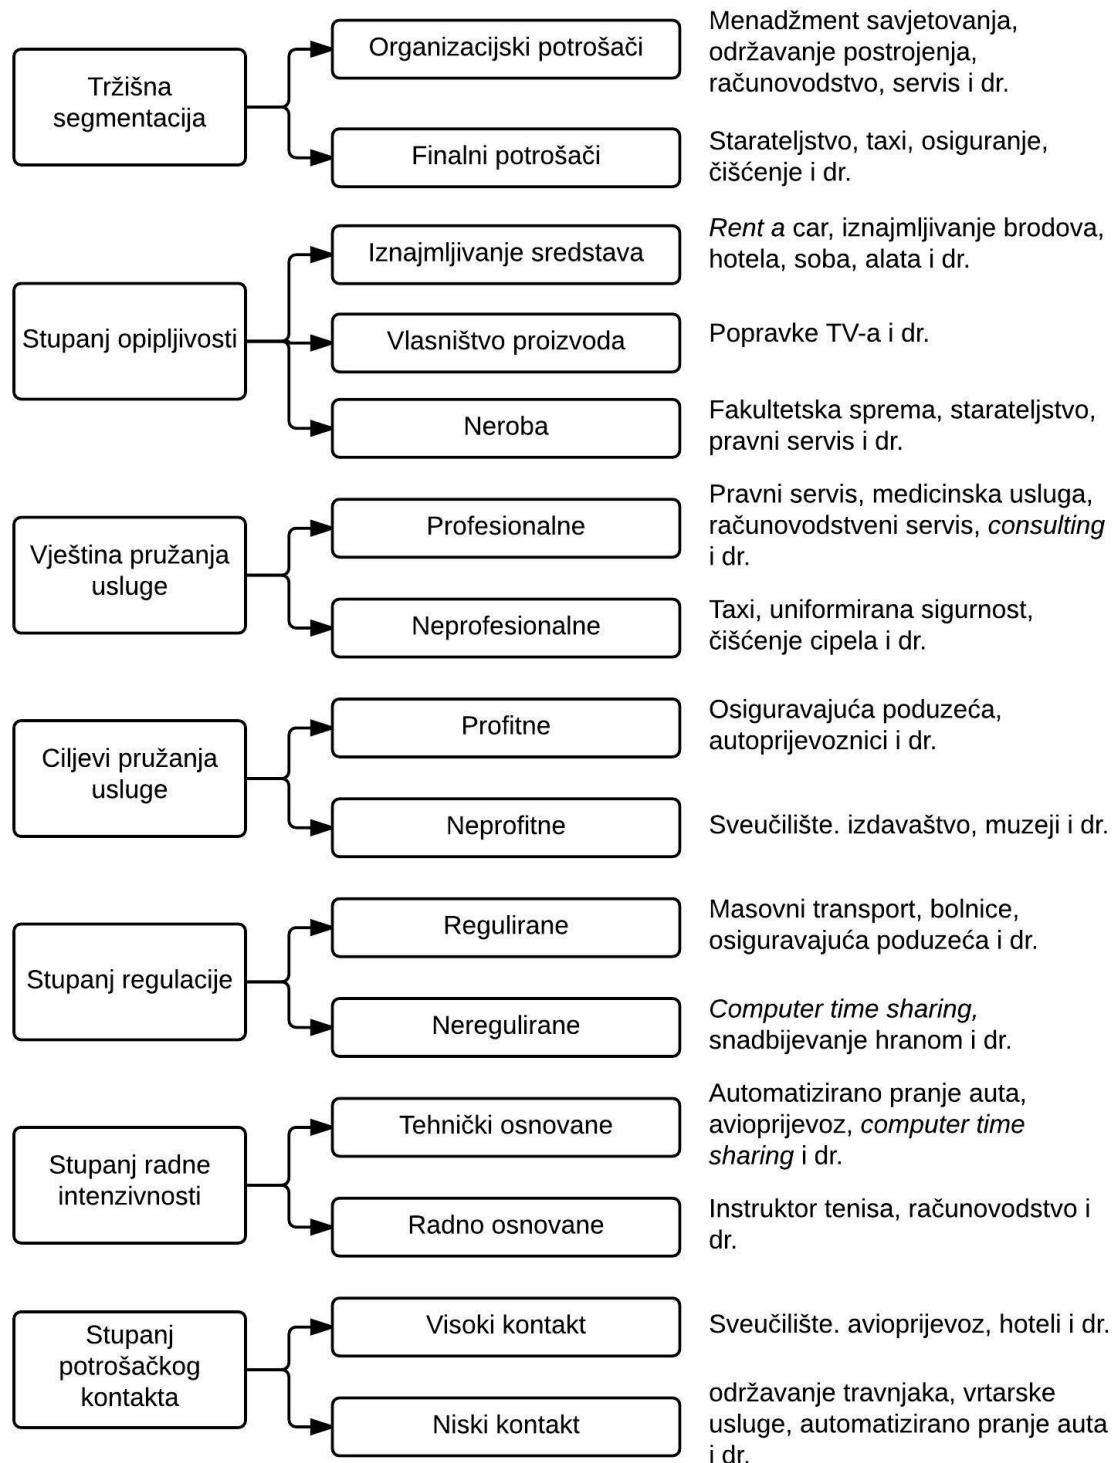 Tržišna
segmentacija
Organizacijski potrošači
Menadžment savjetovanja,
održavanje postrojenja,
računovodstvo, servis i dr.
Finalni potrošači
Starateljstvo, taxi, osiguranje,
čišćenje i dr.
Stupanj opipljivosti
Iznajmljivanje sredstava
Rent a car, iznajmljivanje brodova,
hotela, soba, alata i dr.
Vlasništvo proizvoda
Popravke TV-a i dr.
Neroba
Fakultetska sprema, starateljstvo,
pravni servis i dr.
Vještina pružanja
usluge
Profesionalne
Pravni servis, medicinska usluga,
računovodstveni servis, consulting
i dr.
Neprofesionalne
Taxi, uniformirana sigurnost,
čišćenje cipela i dr.
Ciljevi pružanja
usluge
Profitne
Osiguravajuća poduzeća,
autoprijevoznici i dr.
Neprofitne
Sveučilište. izdavaštvo, muzeji i dr.
Stupanj regulacije
Regulirane
Masovni transport, bolnice,
osiguravajuća poduzeća i dr.
Neregulirane
Computer time sharing,
snadbijevanje hranom i dr.
Stupanj radne
intenzivnosti
Tehnički osnovane
Automatizirano pranje auta,
avioprijevoz, computer time
sharing i dr.
Radno osnovane
Instruktor tenisa, računovodstvo i
dr.
Stupanj
potrošačkog
kontakta
Visoki kontakt
Sveučilište. avioprijevoz, hoteli i dr.
Niski kontakt
održavanje travnjaka, vrtarske
usluge, automatizirano pranje auta
i dr.